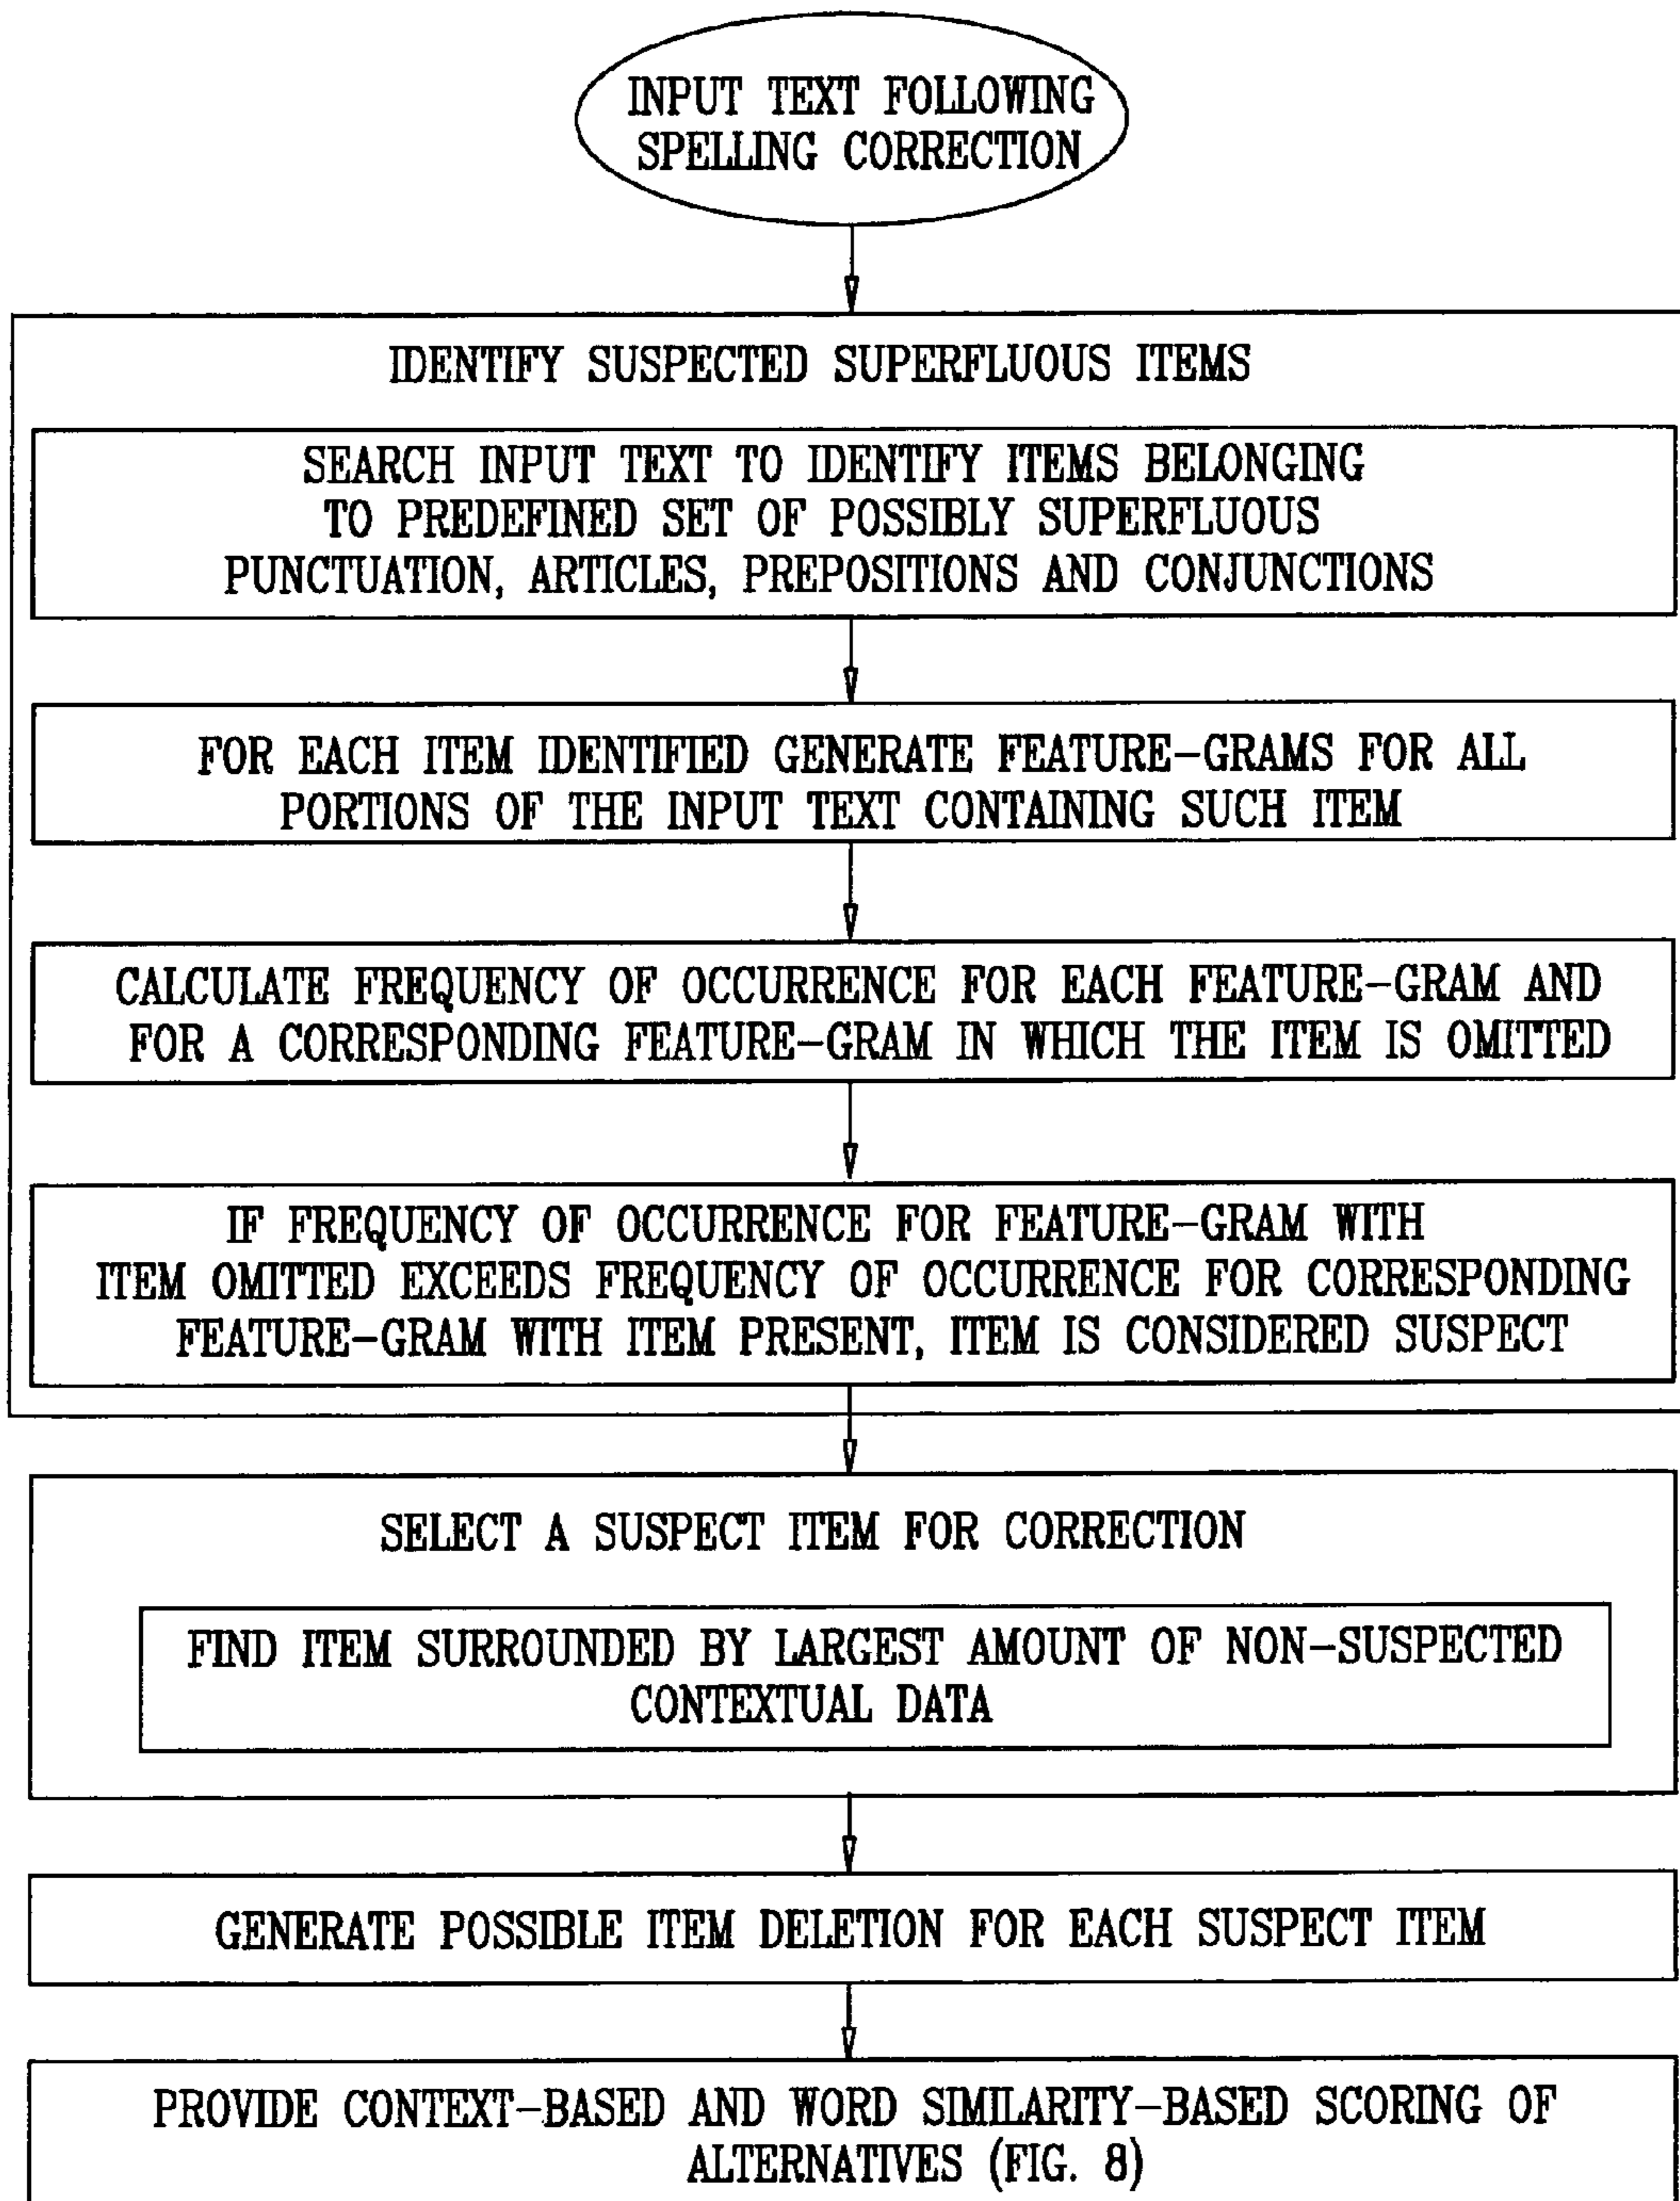 INPUT TEXT FOLLOWING
SPELLING CORRECTION
IDENTIFY SUSPECTED SUPERFLUOUS ITEMS
SEARCH INPUT TEXT TO IDENTIFY ITEMS BELONGING
TO PREDEFINED SET OF POSSIBLY SUPERFLUOUS
PUNCTUATION, ARTICLES, PREPOSITIONS AND CONJUNCTIONS
FOR EACH ITEM IDENTIFIED GENERATE FEATURE-GRAMS FOR ALL
PORTIONS OF THE INPUT TEXT CONTAINING SUCH ITEM
CALCULATE FREQUENCY OF OCCURRENCE FOR EACH FEATURE-GRAM AND
FOR A CORRESPONDING FEATURE-GRAM IN WHICH THE ITEM IS OMITTED
IF FREQUENCY OF OCCURRENCE FOR FEATURE-GRAM WITH
ITEM OMITTED EXCEEDS FREQUENCY OF OCCURRENCE FOR CORRESPONDING
FEATURE-GRAM WITH ITEM PRESENT, ITEM IS CONSIDERED SUSPECT
SELECT A SUSPECT ITEM FOR CORRECTION
FIND ITEM SURROUNDED BY LARGEST AMOUNT OF NON-SUSPECTED
CONTEXTUAL DATA
GENERATE POSSIBLE ITEM DELETION FOR EACH SUSPECT ITEM
PROVIDE CONTEXT-BASED AND WORD SIMILARITY-BASED SCORING OF
ALTERNATIVES (FIG. 8)